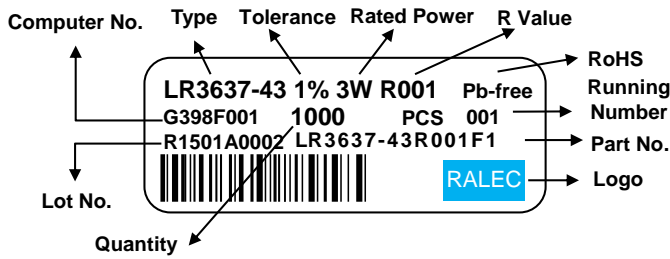 Computer No. Type Tolerance Rated Power R Value
RoHS
LR3637-43 1% 3W R001 Pb-free
Running
Number
G398F001 1000 PCS 001
R1501A0002 LR3637-43R001F1
Part No.
RALEC
Logo
Lot No.
Quantity